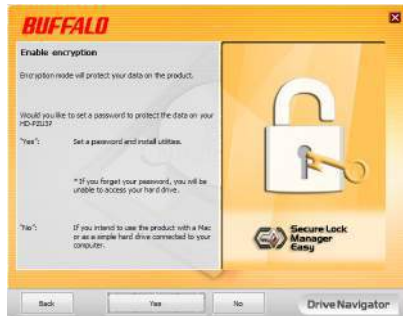 BUFFALO
Enable encryption
Encryption mode will protect your data on the product.
Would you like to set a password to protect the data on your
HD-PZU3?
"Yes":
Set a password and install utilities.
*If you forget your password, you will be
unable to access your hard drive.
"No":
If you intend to use the product with a Mac
or as a simple hard drive connected to your
computer.
Secure Lock
Manager
Easy
Back
Yes
No
Drive Navigator